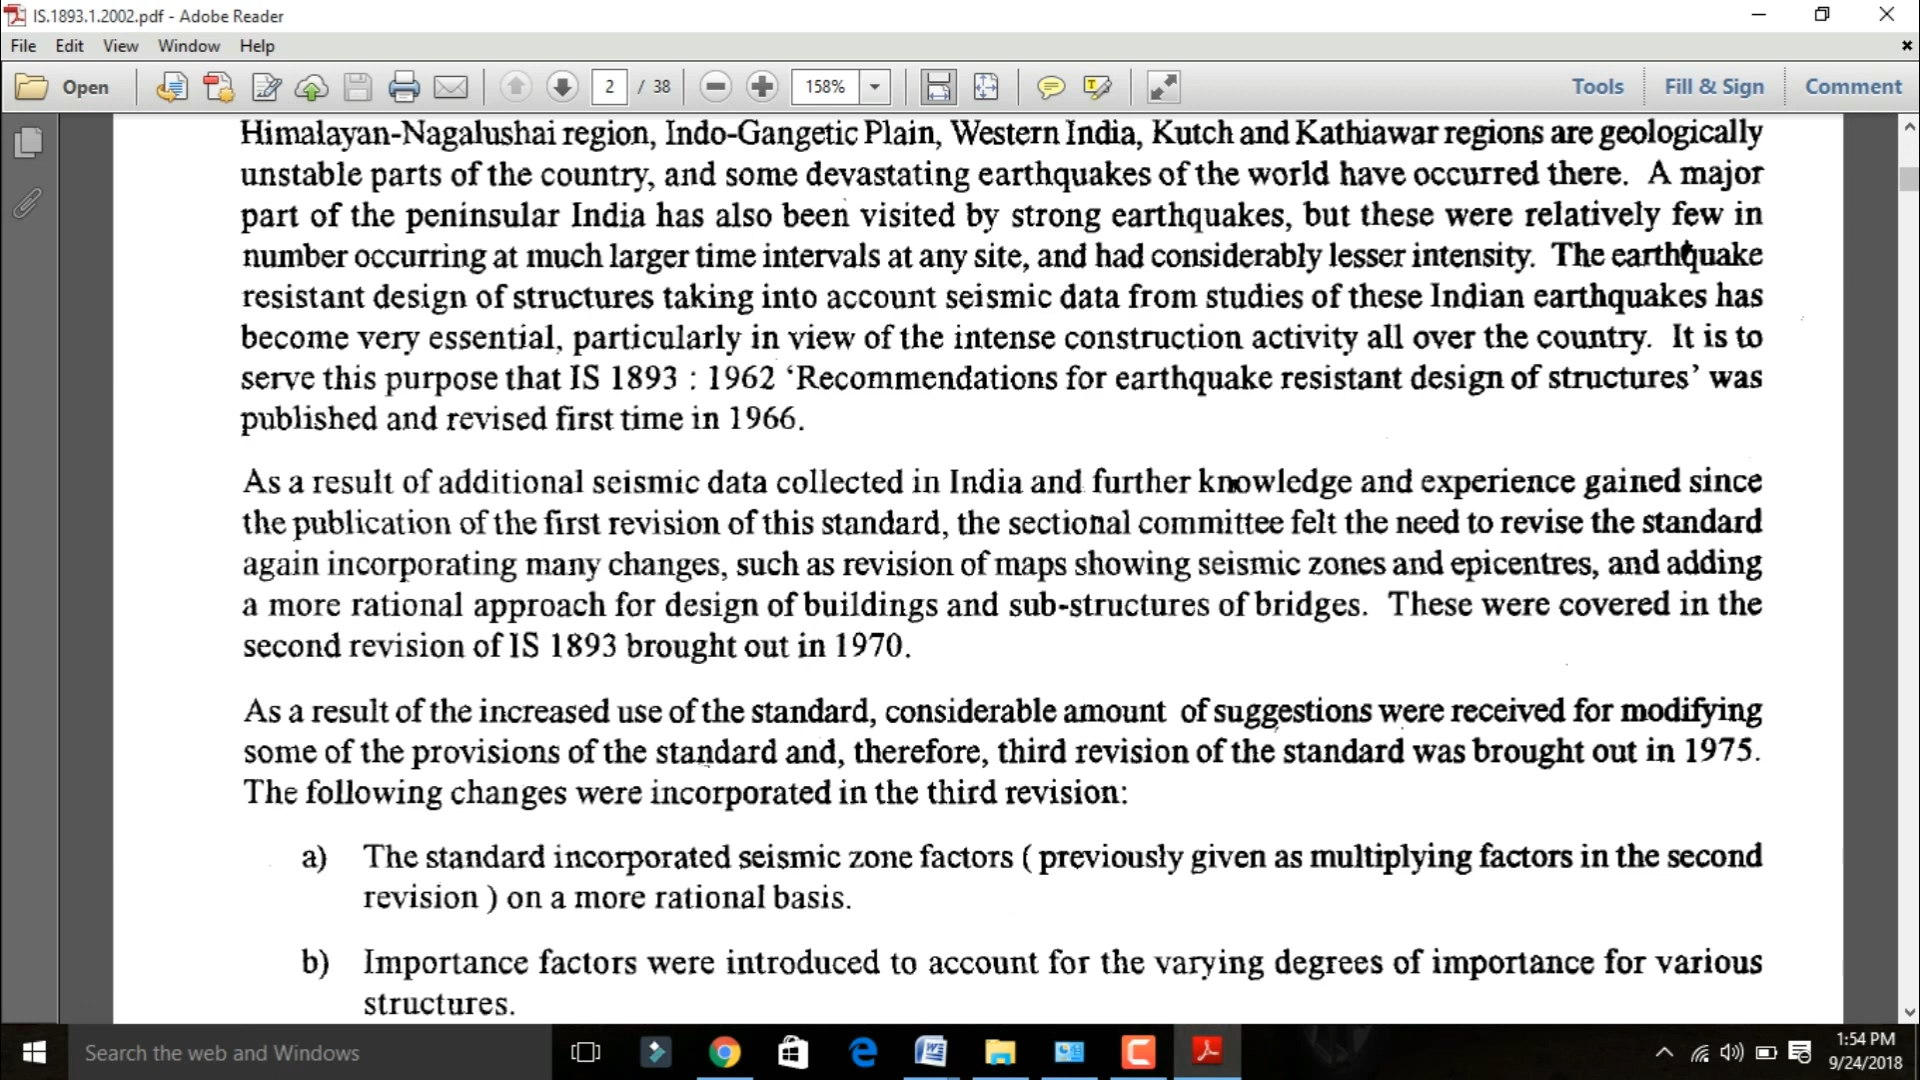 IS.1893.1.2002.pdf - Adobe Reader
File Edit View Window Help
Open 2 / 38 158% Tools Fill & Sign Comment
Himalayan-Nagalushai region, Indo-Gangetic Plain, Western India, Kutch and Kathiawar regions are geologically
unstable parts of the country, and some devastating earthquakes of the world have occurred there. A major
part of the peninsular India has also been visited by strong earthquakes, but these were relatively few in
number occurring at much larger time intervals at any site, and had considerably lesser intensity. The earthquake
resistant design of structures taking into account seismic data from studies of these Indian earthquakes has
become very essential, particularly in view of the intense construction activity all over the country. It is to
serve this purpose that IS 1893 : 1962 ‘Recommendations for earthquake resistant design of structures’ was
published and revised first time in 1966.
As a result of additional seismic data collected in India and further knowledge and experience gained since
the publication of the first revision of this standard, the sectional committee felt the need to revise the standard
again incorporating many changes, such as revision of maps showing seismic zones and epicentres, and adding
a more rational approach for design of buildings and sub-structures of bridges. These were covered in the
second revision of IS 1893 brought out in 1970.
As a result of the increased use of the standard, considerable amount of suggestions were received for modifying
some of the provisions of the standard and, therefore, third revision of the standard was brought out in 1975.
The following changes were incorporated in the third revision:
a) The standard incorporated seismic zone factors ( previously given as multiplying factors in the second
revision ) on a more rational basis.
b) Importance factors were introduced to account for the varying degrees of importance for various
structures.
Search the web and Windows
1:54 PM
9/24/2018